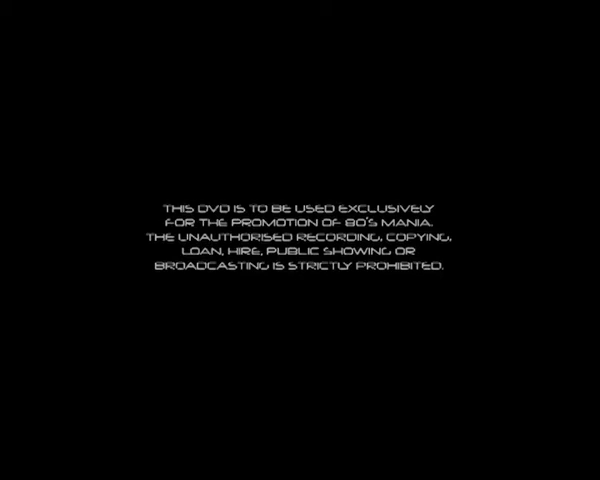 THIS DVD IS TO BE USED EXCLUSIVELY
FOR THE PROMOTION OF 80'S MANIA.
THE UNAUTHORISED RECORDING, COPYING,
LOAN, HIRE, PUBLIC SHOWING OR
BROADCASTING IS STRICTLY PROHIBITED.